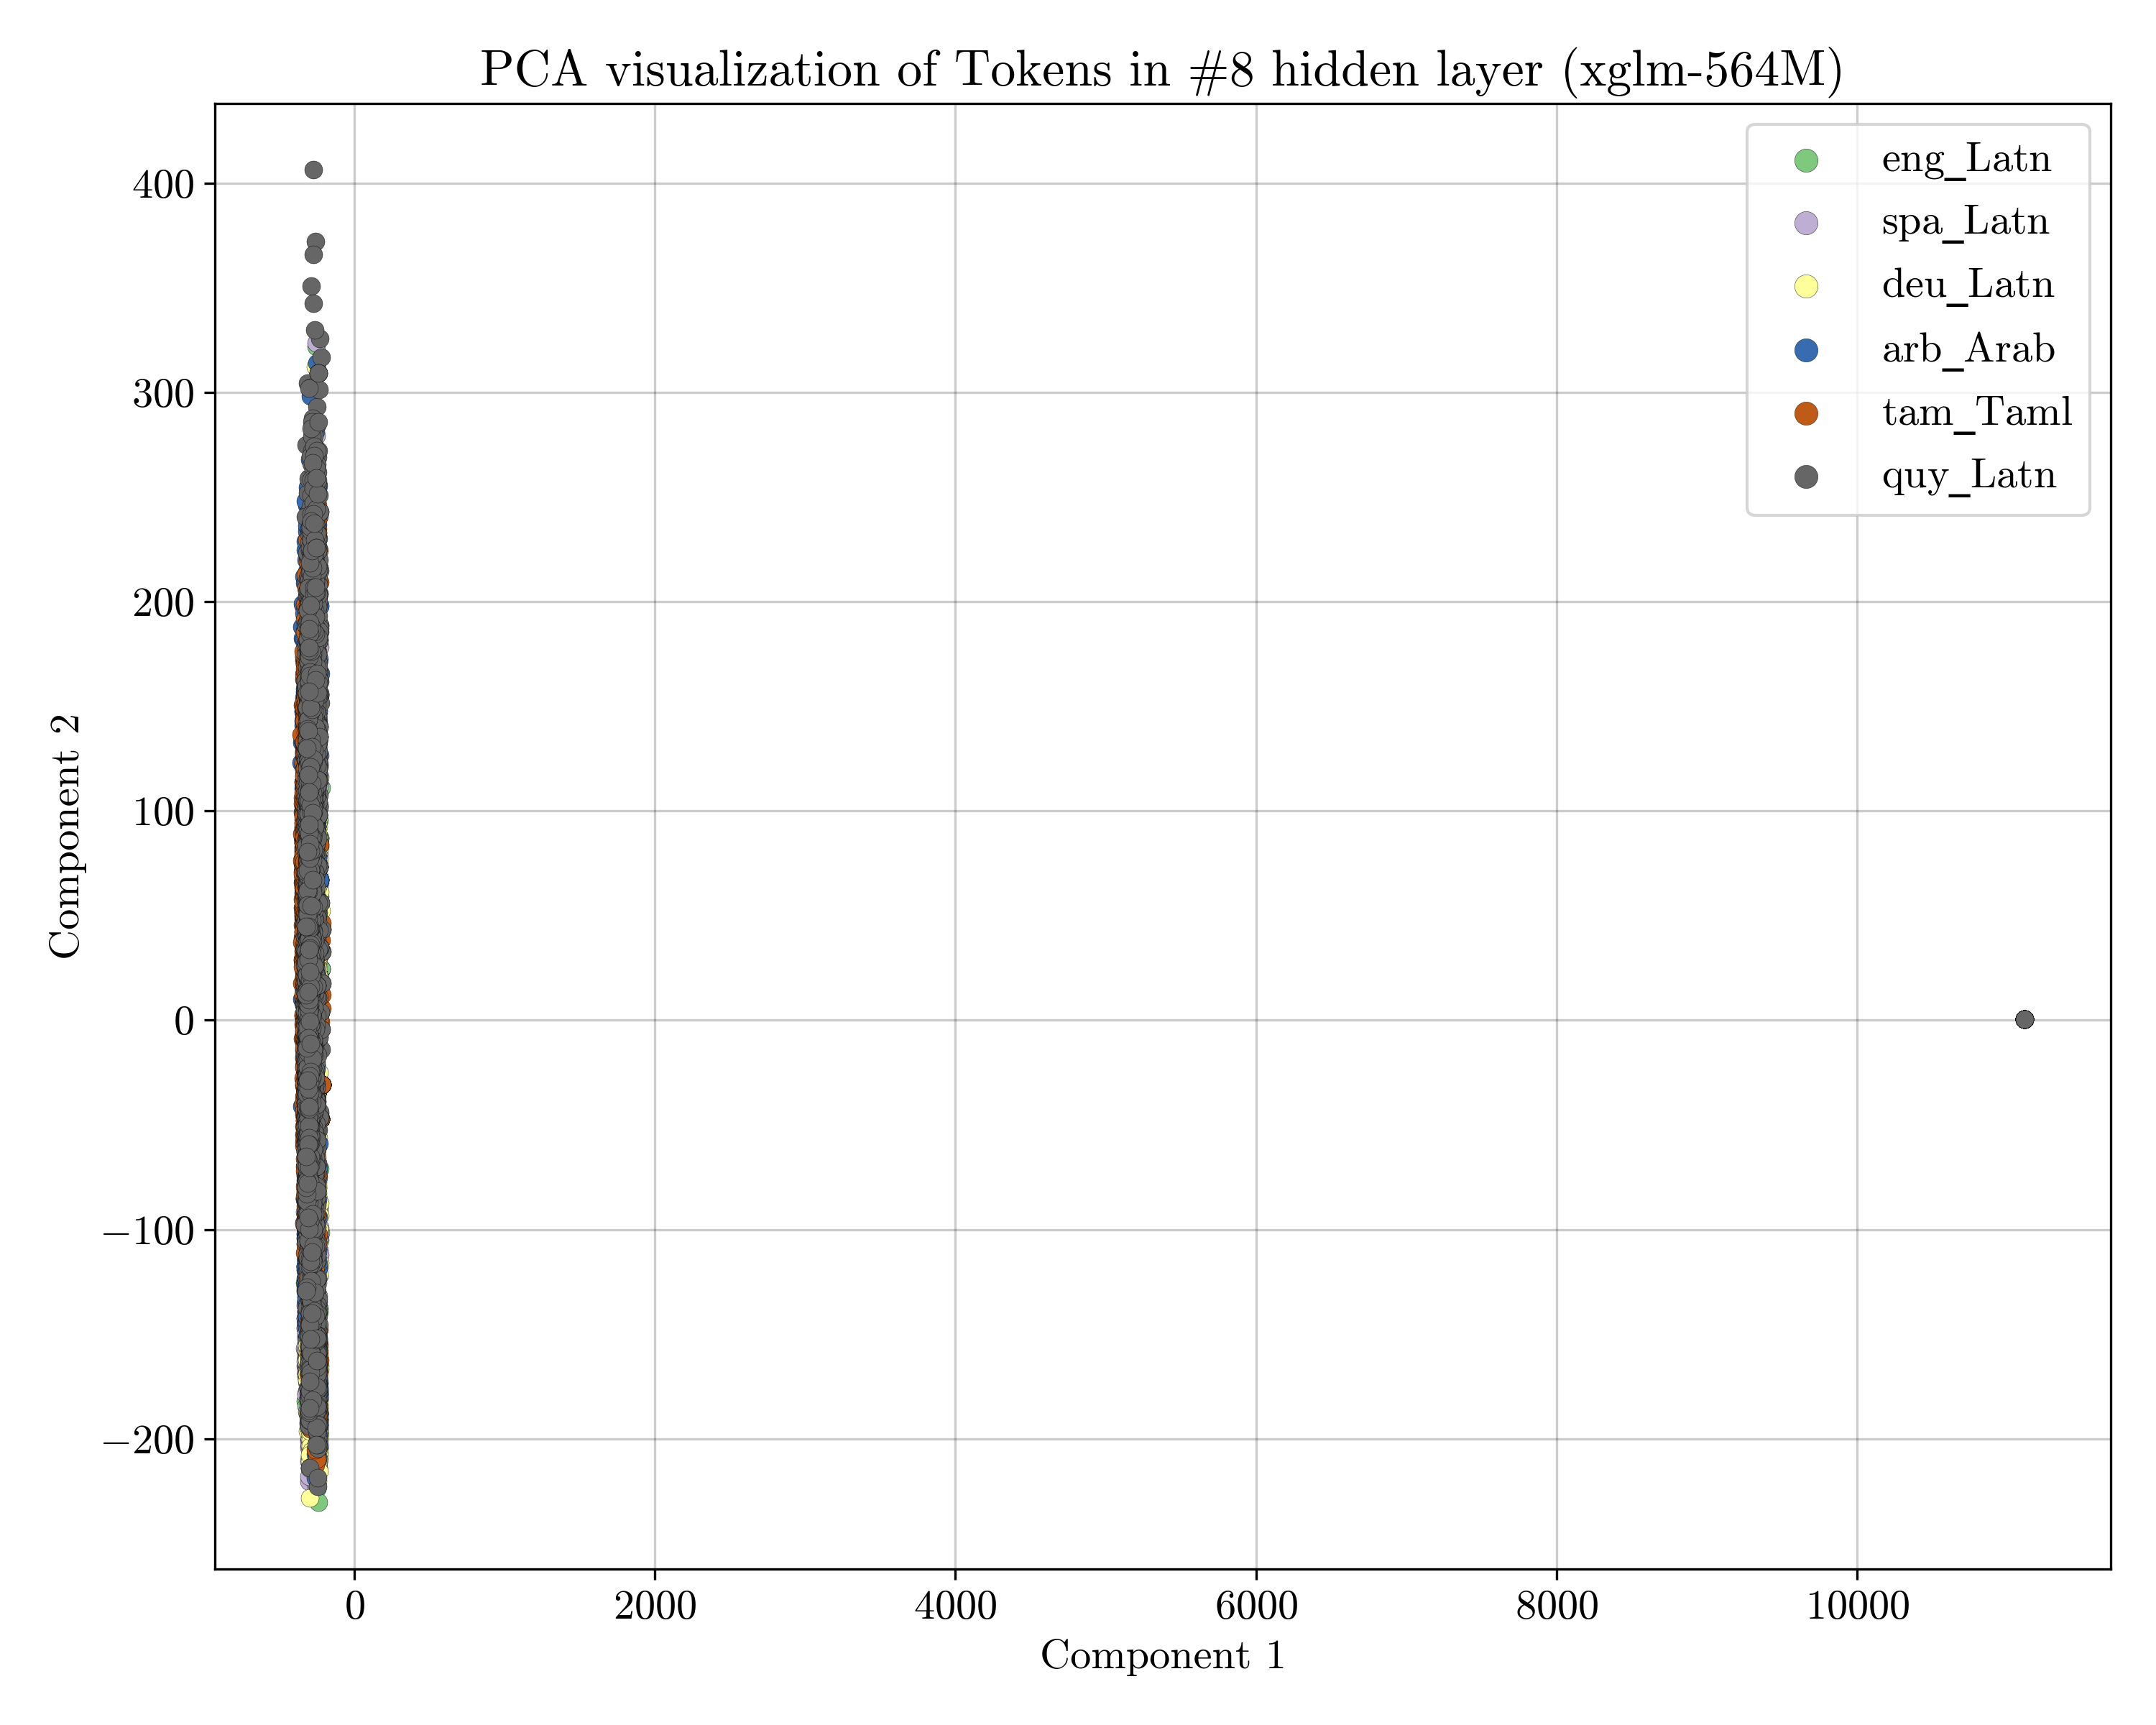 PCA visualization of Tokens in #8 hidden layer (xglm-564M)
eng_Latn
spa_Latn
deu_Latn
arb_Arab
tam_Taml
quy_Latn
400
300
200
100
0
−100
−200
Component 2
0 2000 4000 6000 8000 10000
Component 1